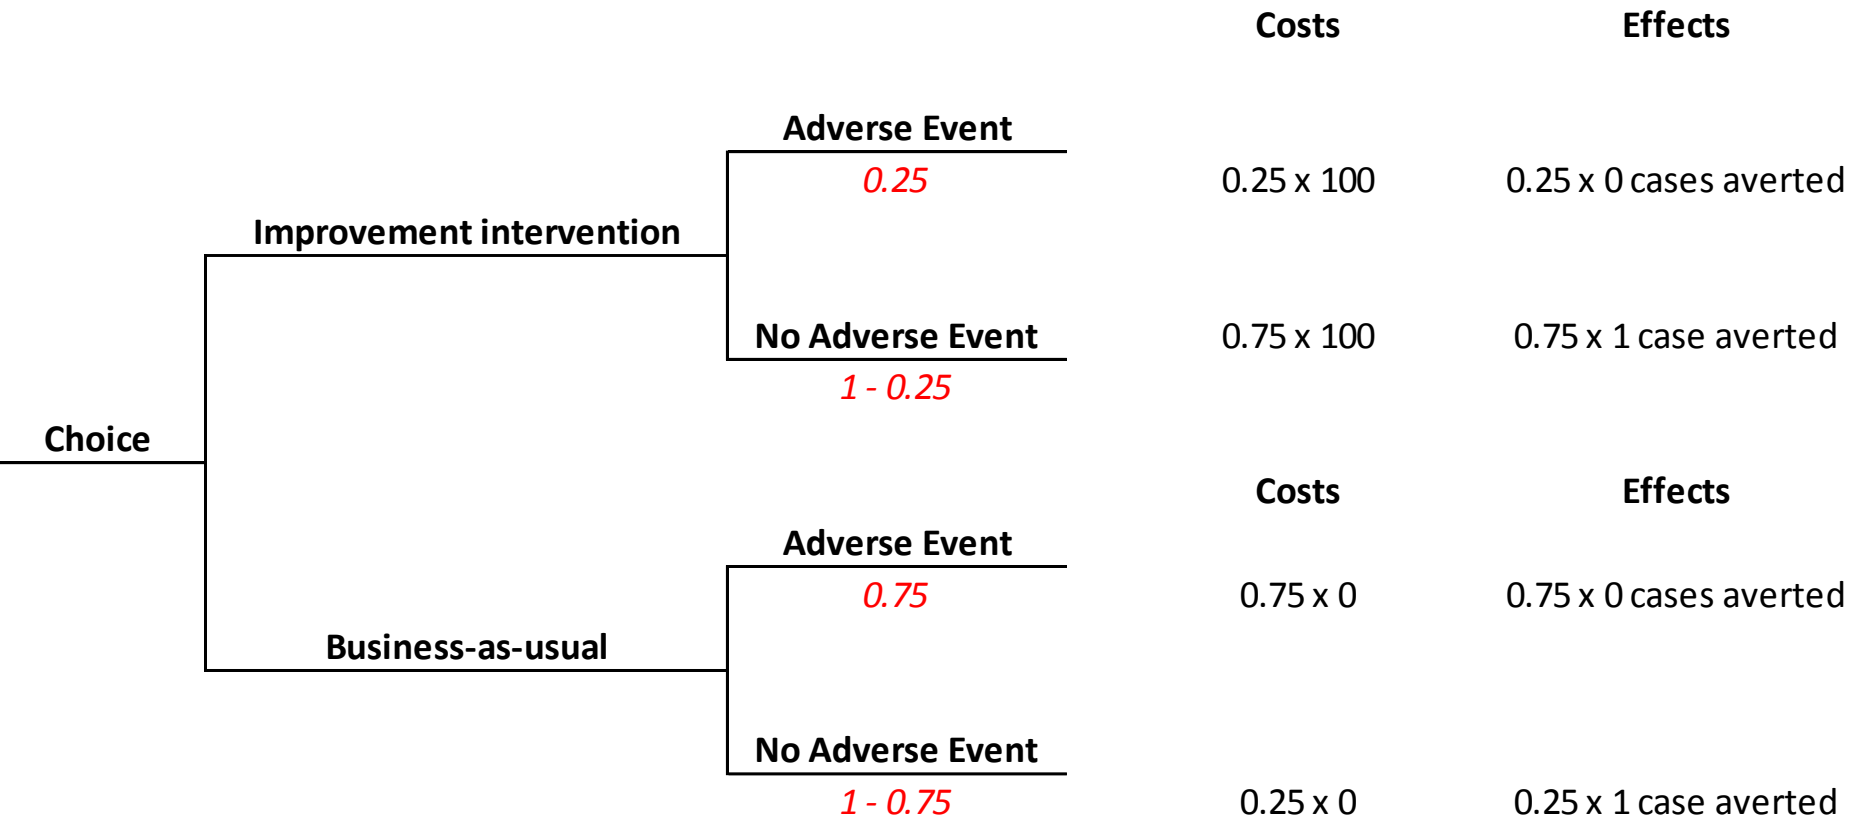 Costs Effects
Adverse Event
0.25 0.25 x 100 0.25 x 0 cases averted
Improvement intervention
No Adverse Event 0.75 x 100 0.75 x 1 case averted
1 - 0.25
Choice
Costs Effects
Adverse Event
0.75 0.75 x 0 0.75 x 0 cases averted
Business-as-usual
No Adverse Event
1 - 0.75 0.25 x 0 0.25 x 1 case averted